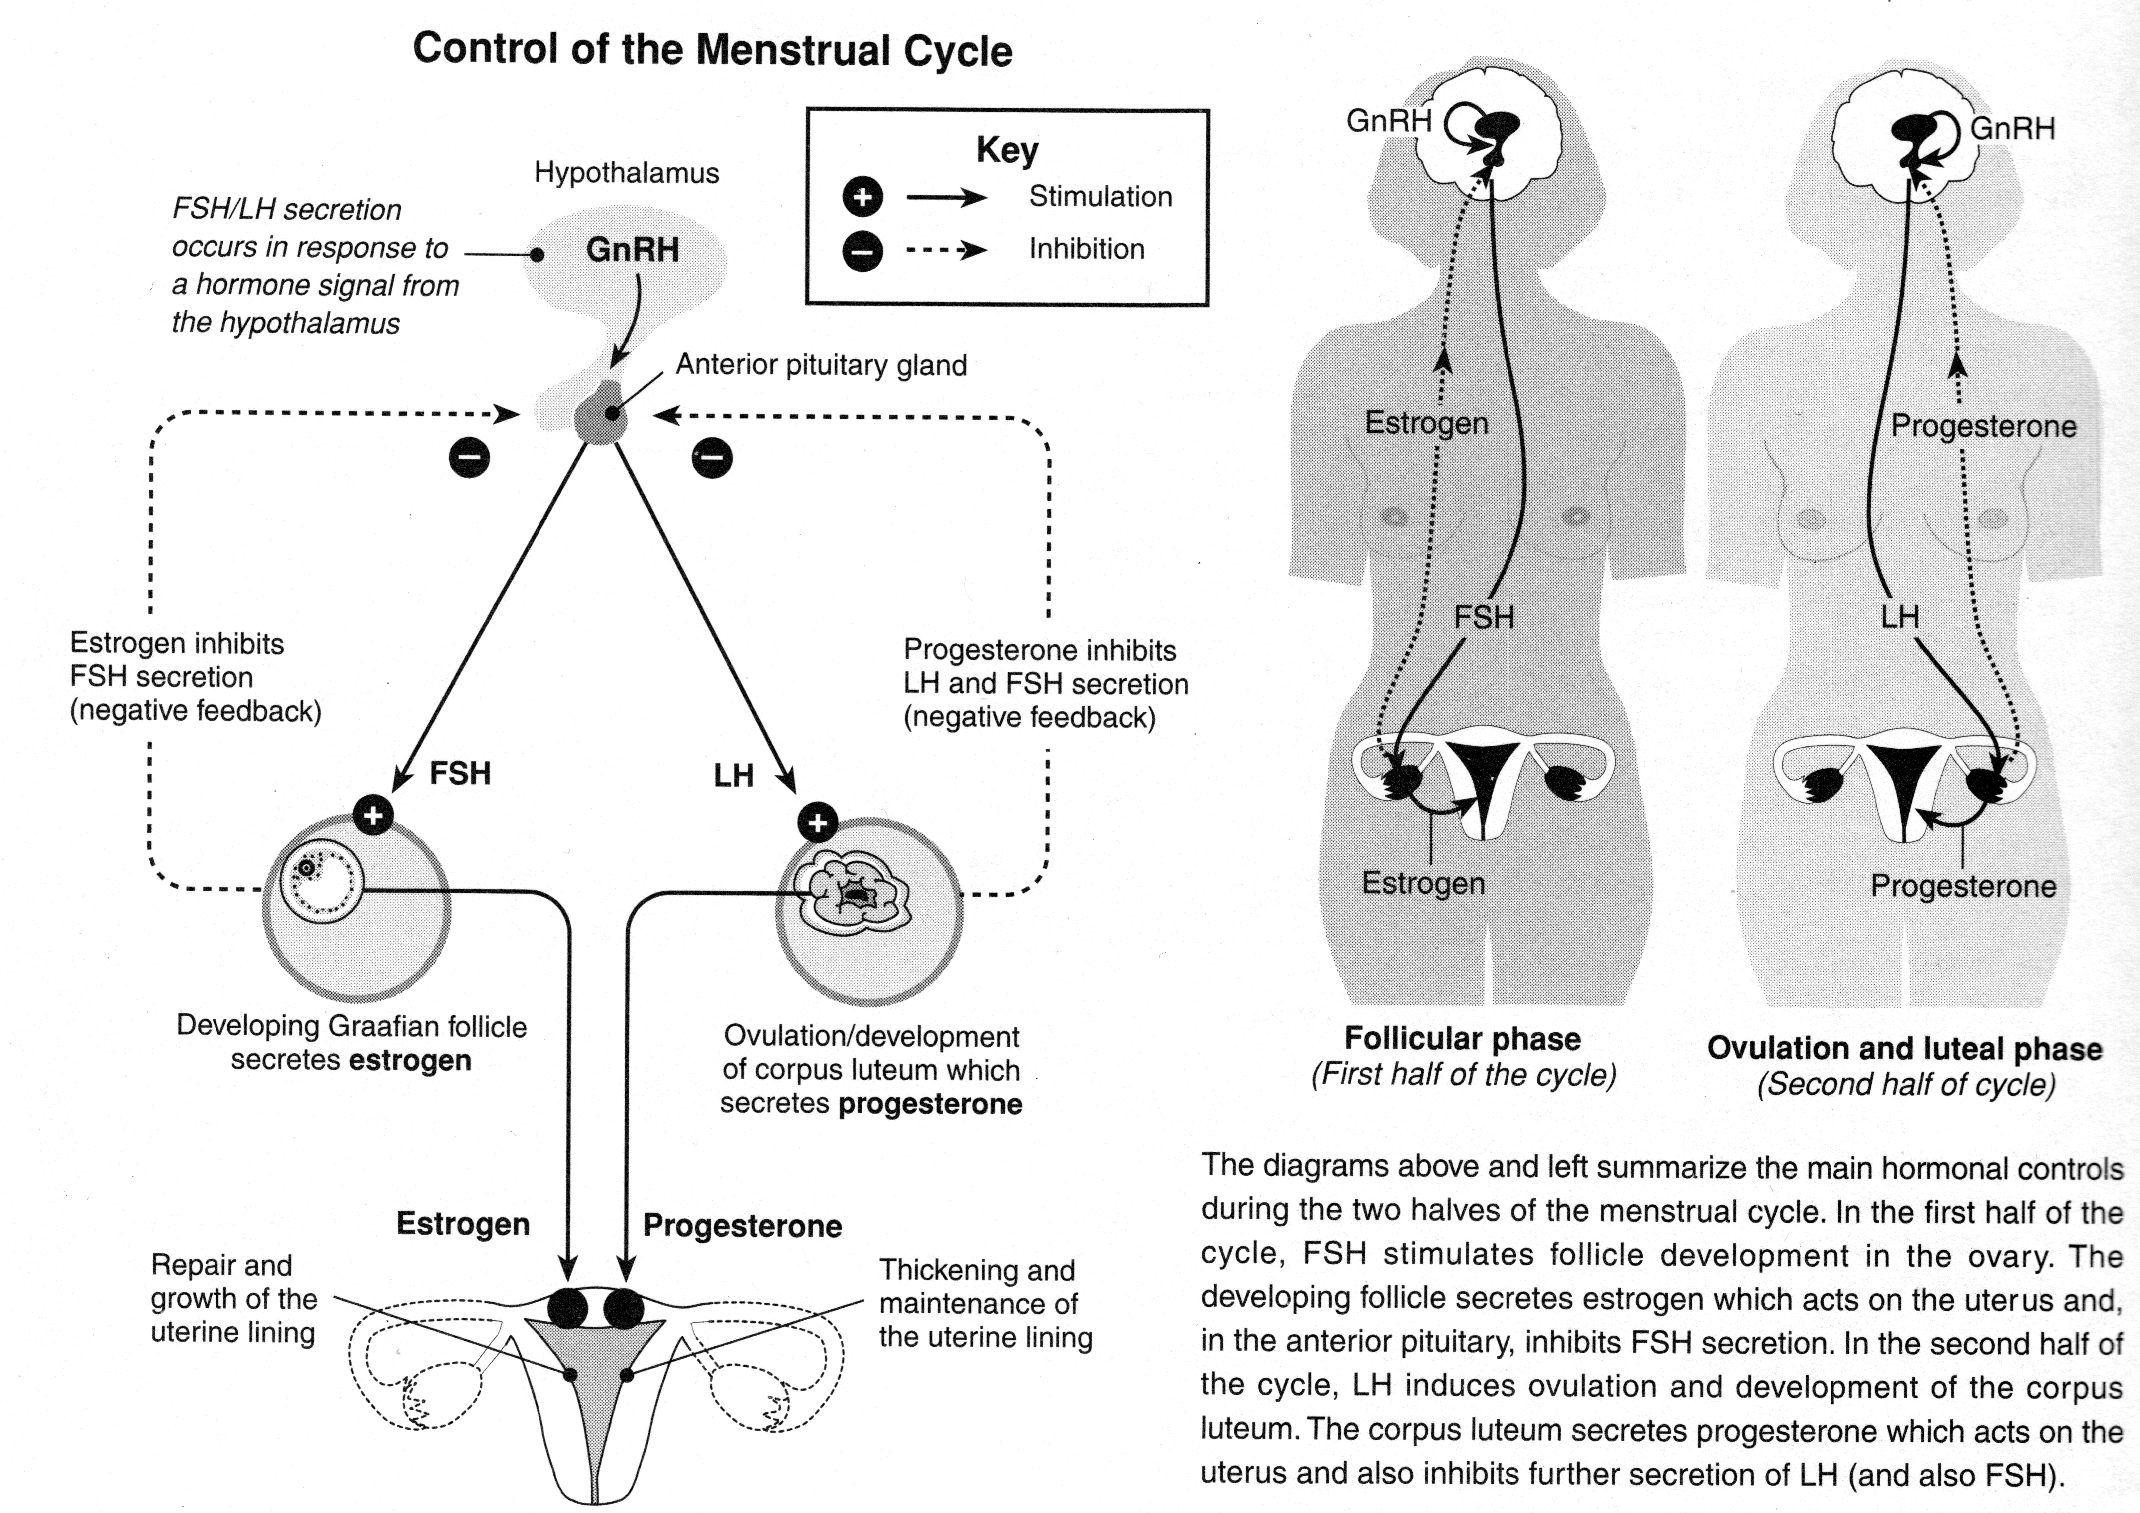 Control of the Menstrual Cycle
Key
+ Stimulation
− Inhibition
Hypothalamus
FSH/LH secretion
occurs in response to
a hormone signal from
the hypothalamus
GnRH
Anterior pituitary gland
−
−
Estrogen inhibits
FSH secretion
(negative feedback)
Progesterone inhibits
LH and FSH secretion
(negative feedback)
FSH
LH
+
+
Developing Graafian follicle
secretes estrogen
Ovulation/development
of corpus luteum which
secretes progesterone
Estrogen
Progesterone
Repair and
growth of the
uterine lining
Thickening and
maintenance of
the uterine lining
GnRH
Estrogen
FSH
Estrogen
Follicular phase
(First half of the cycle)
GnRH
Progesterone
LH
Progesterone
Ovulation and luteal phase
(Second half of cycle)
The diagrams above and left summarize the main hormonal controls
during the two halves of the menstrual cycle. In the first half of the
cycle, FSH stimulates follicle development in the ovary. The
developing follicle secretes estrogen which acts on the uterus and,
in the anterior pituitary, inhibits FSH secretion. In the second half of
the cycle, LH induces ovulation and development of the corpus
luteum. The corpus luteum secretes progesterone which acts on the
uterus and also inhibits further secretion of LH (and also FSH).